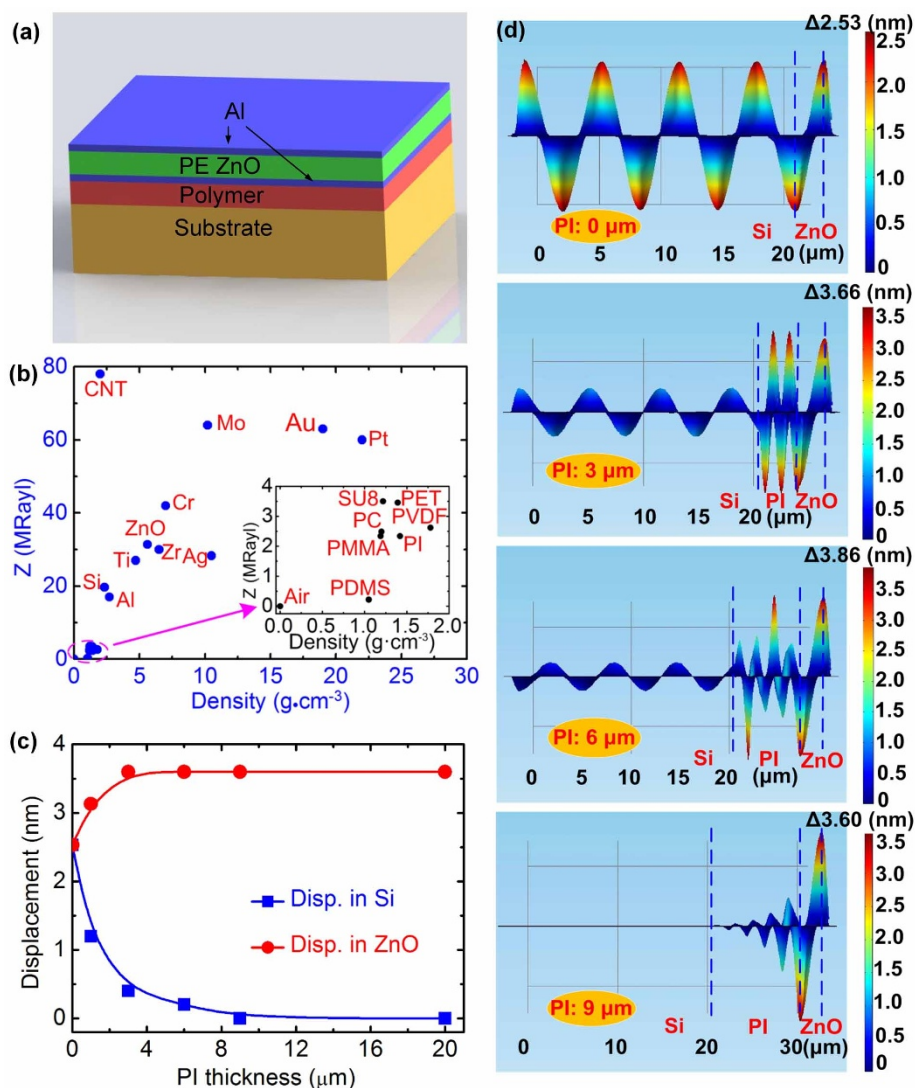 (a)
Al
PE ZnO
Polymer
Substrate
(b)
Z (MRayl)
80
60
40
20
0
CNT
Mo
Au
Pt
Cr
ZnO
Zr
Ag
Ti
Si
Al
0 5 10 15 20 25 30
Density (g•cm-3)
Z (MRayl)
4
3
2
1
0
SU8 PET
PC PVDF
PMMA PI
Air PDMS
0.0 0.5 1.0 1.5 2.0
Density (g·cm-3)
(c)
Displacement (nm)
3.6
2.4
1.2
0
Disp. in Si
Disp. in ZnO
0 4 8 12 16 20
PI thickness (μm)
(d)
Δ2.53 (nm)
2.5
2.0
1.5
1.0
0.5
0
PI: 0 μm
Si ZnO
0 5 10 15 20 (μm)
Δ3.66 (nm)
3.5
3.0
2.5
2.0
1.5
1.0
0.5
0
PI: 3 μm
Si PI ZnO
0 5 10 15 20 (μm)
Δ3.86 (nm)
3.5
3.0
2.5
2.0
1.5
1.0
0.5
0
PI: 6 μm
Si PI ZnO
0 5 10 15 20 (μm)
Δ3.60 (nm)
3.5
3.0
2.5
2.0
1.5
1.0
0.5
0
PI: 9 μm
Si PI ZnO
0 10 20 30(μm)